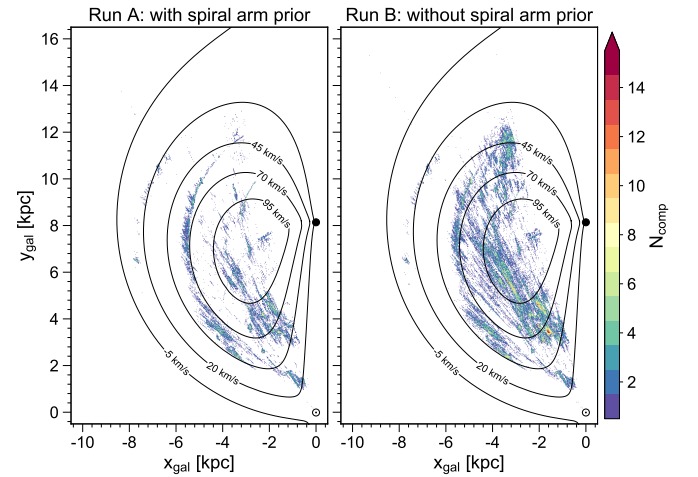 Run A: with spiral arm prior
Run B: without spiral arm prior
16
14
12
10
8
6
4
2
0
y_gal [kpc]
45 km/s
70 km/s
95 km/s
-5 km/s
20 km/s
45 km/s
70 km/s
95 km/s
-5 km/s
20 km/s
14
12
10
8
6
4
2
N_comp
-10 -8 -6 -4 -2 0
-10 -8 -6 -4 -2 0
x_gal [kpc]
x_gal [kpc]